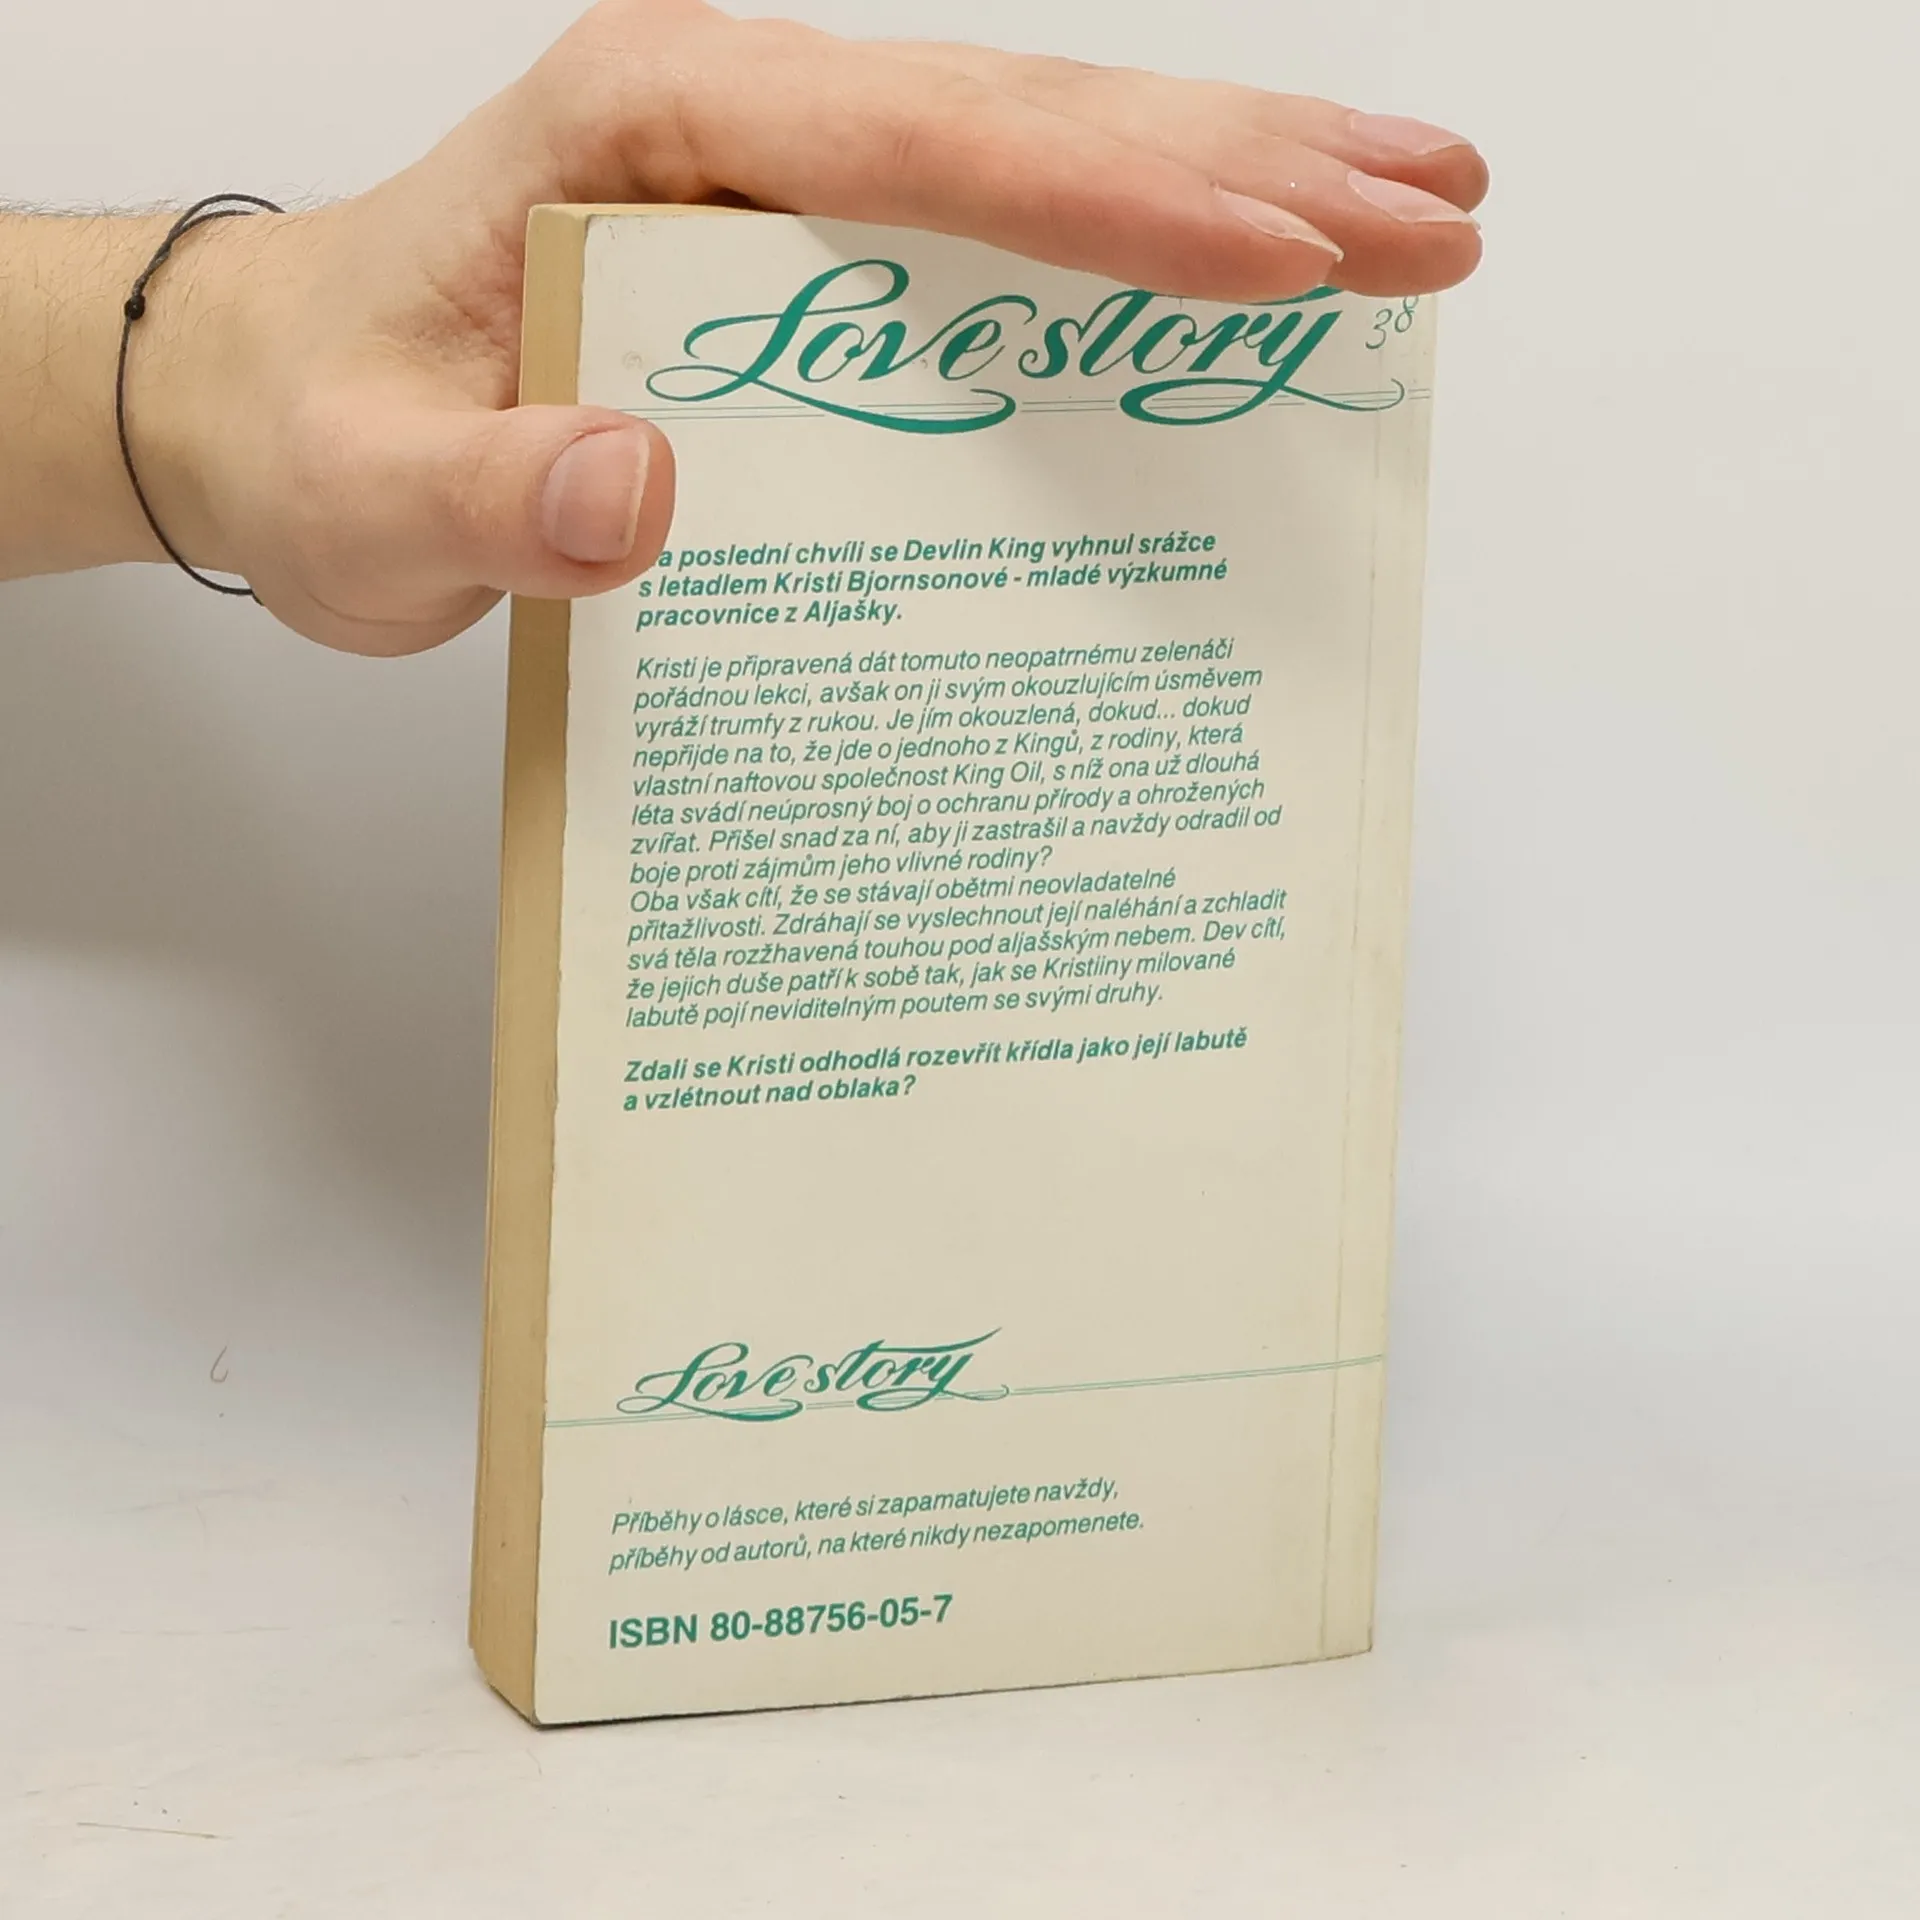 Love story
38
poslední chvíli se Devlin King vyhnul srážce
s letadlem Kristi Bjornsonové - mladé výzkumné
pracovnice z Aljašky.
Kristi je připravená dát tomuto neopatrnému zelenáči
pořádnou lekci, avšak on ji svým okouzlujícím úsměvem
vyráží trumfy z rukou. Je jím okouzlená, dokud... dokud
nepřijde na to, že jde o jednoho z Kingů, z rodiny, která
vlastní naftovou společnost King Oil, s níž ona už dlouhá
léta svádí neúprosný boj o ochranu přírody a ohrožených
zvířat. Přišel snad za ní, aby ji zastrašil a navždy odradil od
boje proti zájmům jeho vlivné rodiny?
Oba však cítí, že se stávají obětmi neovladatelné
přitažlivosti. Zdráhají se vyslechnout její naléhání a zchladit
svá těla rozžhavená touhou pod aljašským nebem. Dev cítí,
že jejich duše patří k sobě tak, jak se Kristiiny milované
labutě pojí neviditelným poutem se svými druhy.
Zdali se Kristi odhodlá rozevřít křídla jako její labutě
a vzlétnout nad oblaka?
Love story
Příběhy o lásce, které si zapamatujete navždy,
příběhy od autorů, na které nikdy nezapomenete.
ISBN 80-88756-05-7